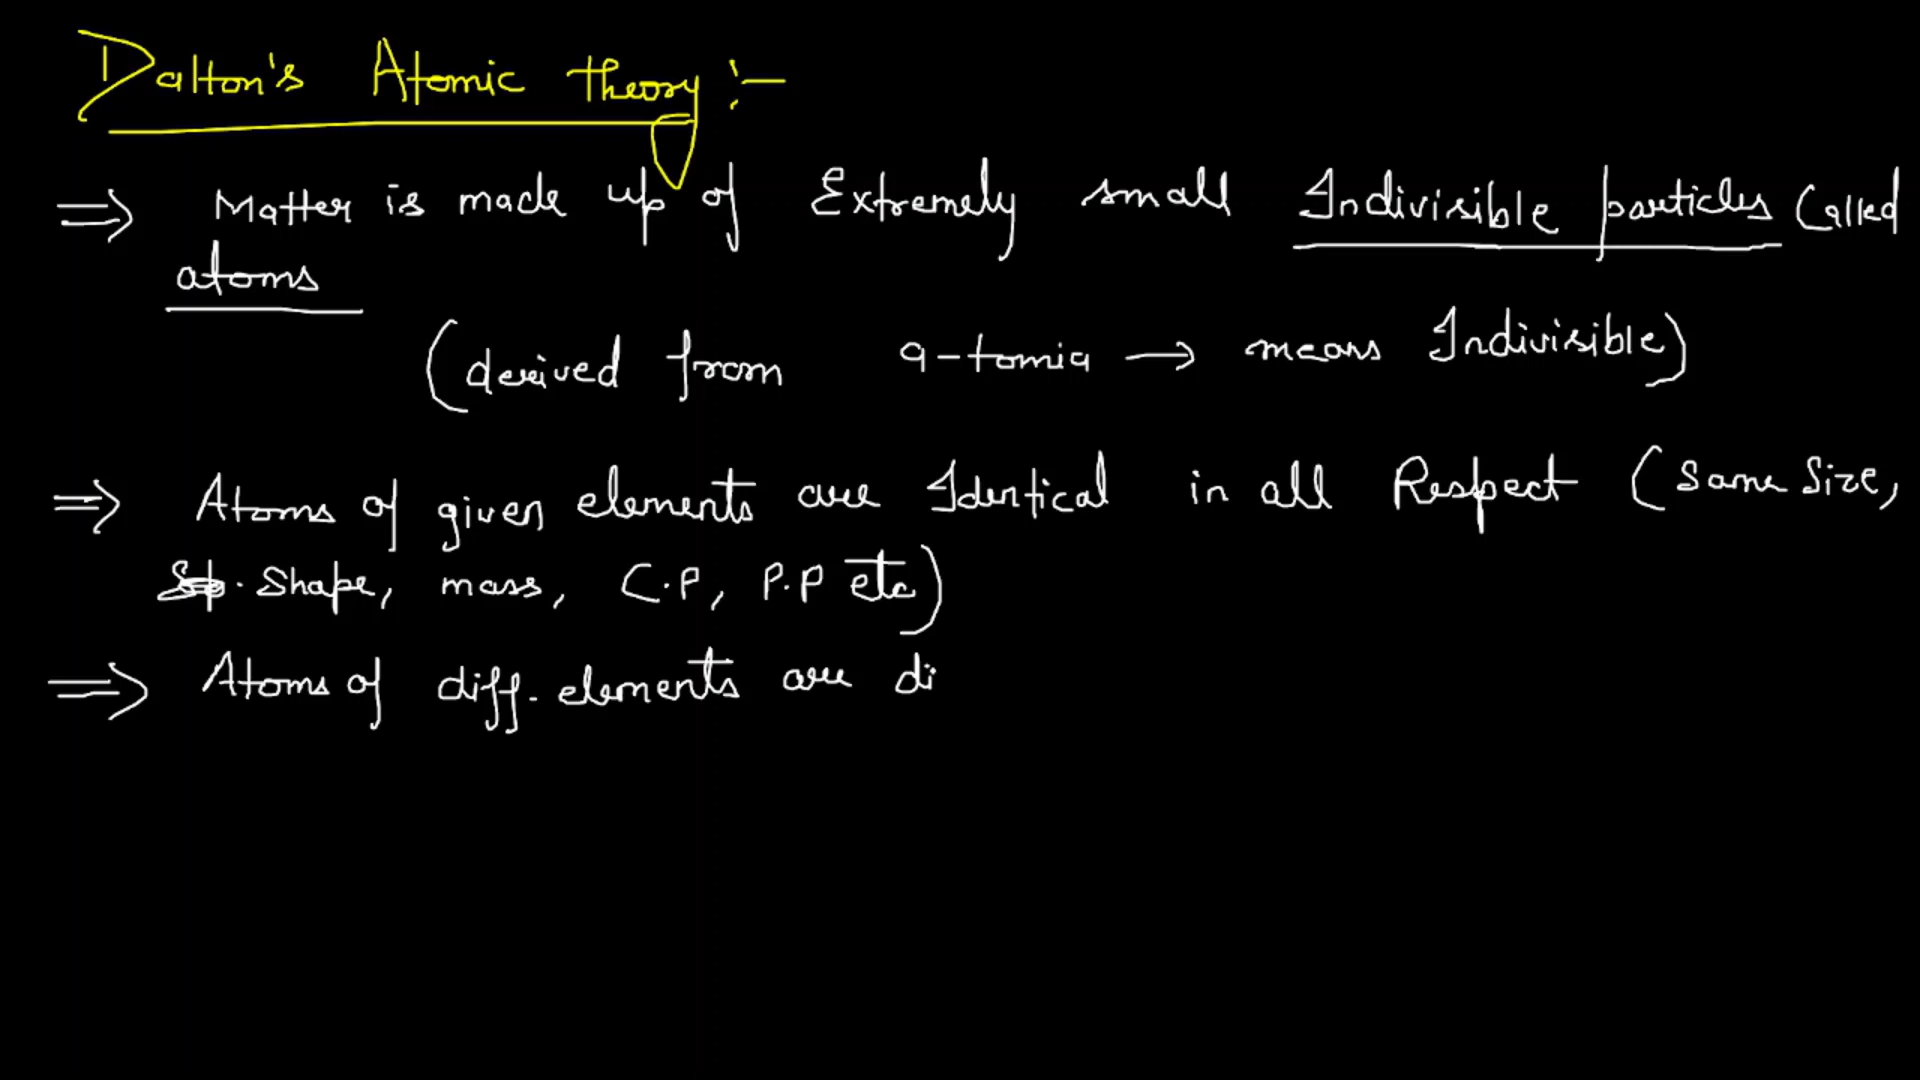 Dalton's Atomic theory :-
⇒ Matter is made up of Extremely small Indivisible particles Called
atoms
(derived from a-tomia → means Indivisible)
⇒ Atoms of given elements are Identical in all Respect (Same Size,
Shape, mass, C.P, P.P etc)
⇒ Atoms of diff. elements are di